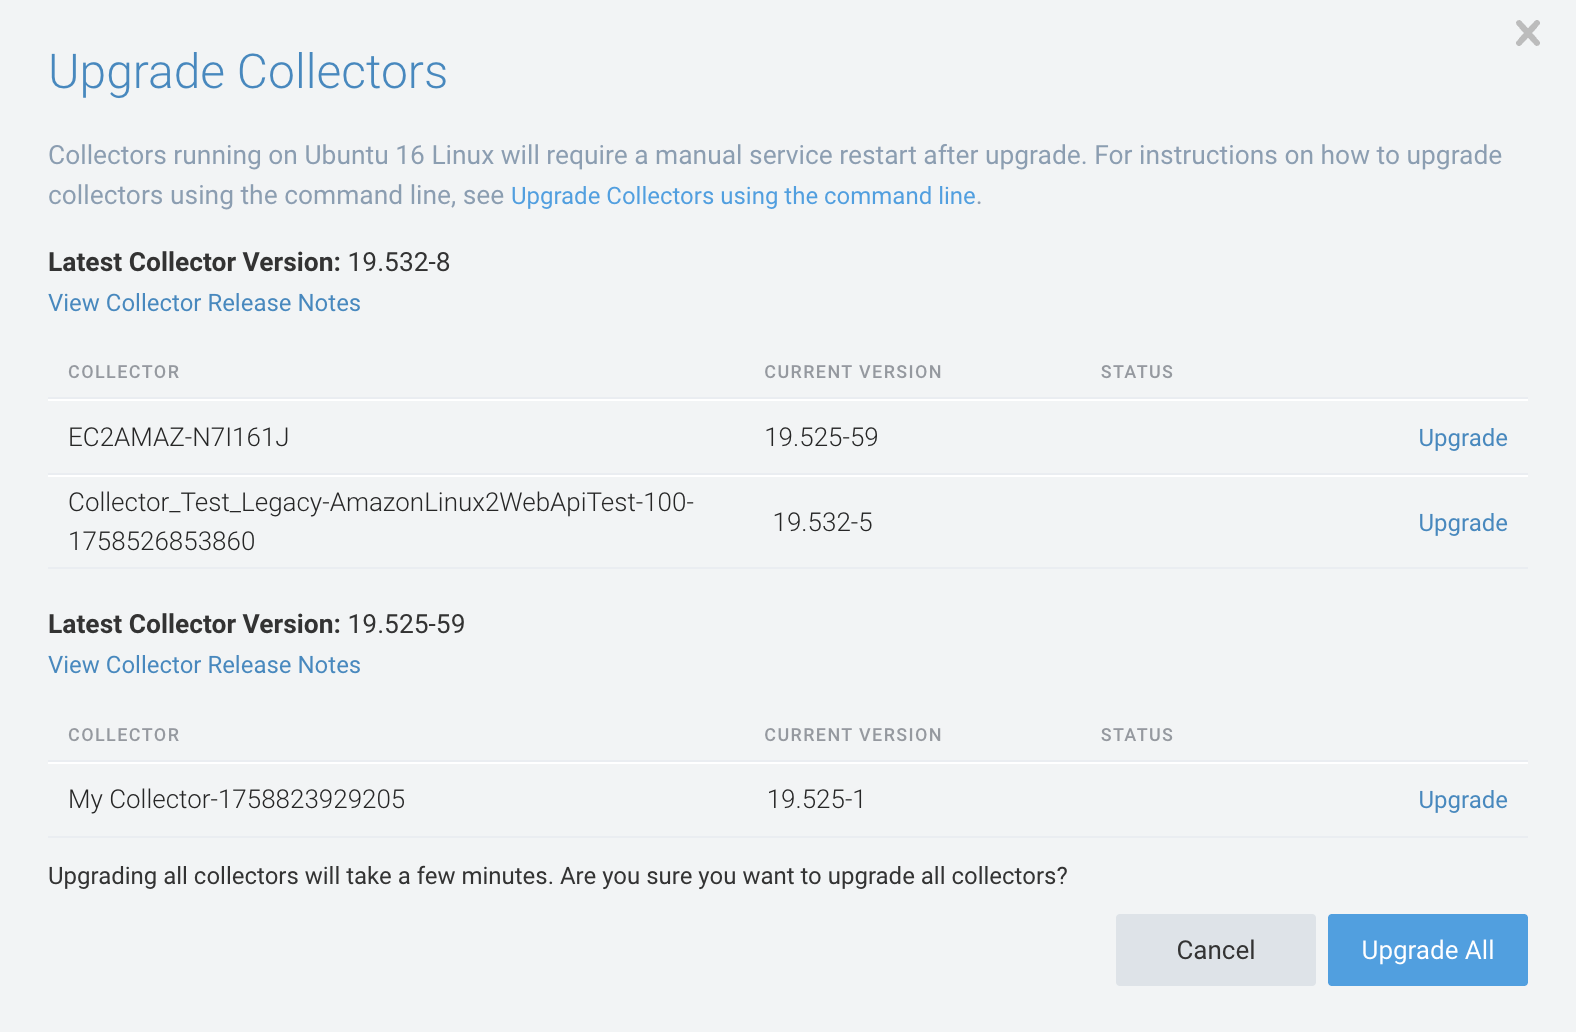 Upgrade Collectors
Collectors running on Ubuntu 16 Linux will require a manual service restart after upgrade. For instructions on how to upgrade
collectors using the command line, see Upgrade Collectors using the command line.
Latest Collector Version: 19.532-8
View Collector Release Notes
COLLECTOR CURRENT VERSION STATUS
EC2AMAZ-N7I161J 19.525-59 Upgrade
Collector_Test_Legacy-AmazonLinux2WebApiTest-100-
1758526853860 19.532-5 Upgrade
Latest Collector Version: 19.525-59
View Collector Release Notes
COLLECTOR CURRENT VERSION STATUS
My Collector-1758823929205 19.525-1 Upgrade
Upgrading all collectors will take a few minutes. Are you sure you want to upgrade all collectors?
Cancel Upgrade All